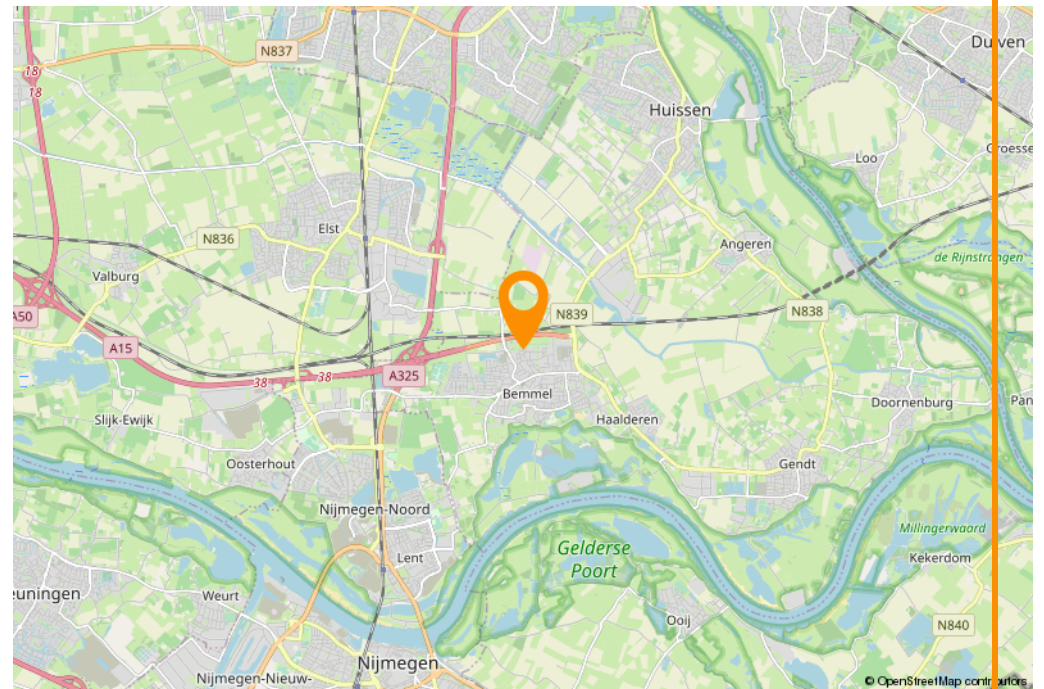 N837
Duiven
18
18
Huissen
Loo
Groesse
N836
Elst
Angeren
de Rijnstrangen
Valburg
A50
N839
N838
A15
38
38
A325
Bemmel
Slijk-Ewijk
Haalderen
Doornenburg
Pan
Oosterhout
Gendt
Nijmegen-Noord
Millingerwaard
Lent
Gelderse
Poort
Kekerdom
euningen
Weurt
Ooij
N840
Nijmegen
Nijmegen-Nieuw-
© OpenStreetMap contributors